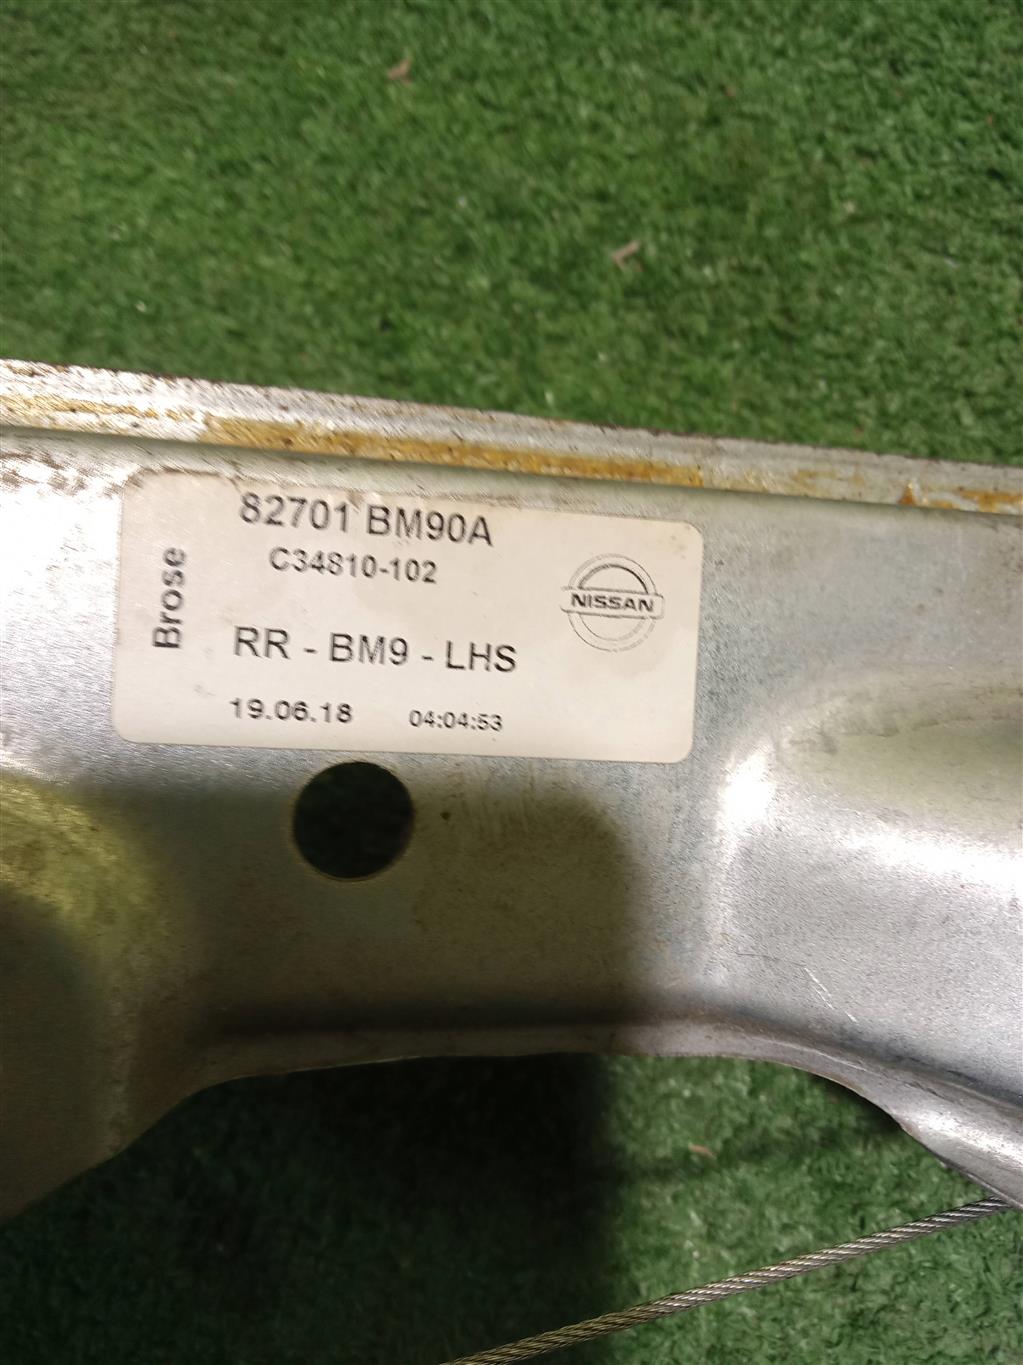 82701 BM90A
C34810-102
Brose
NISSAN
RR - BM9 - LHS
19.06.18 04:04:53